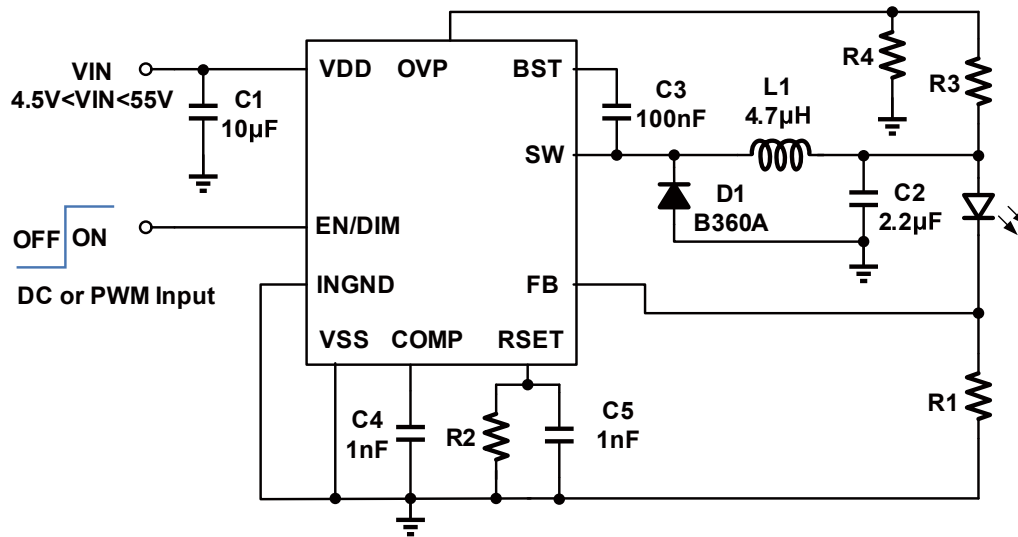 VIN
4.5V<VIN<55V
C1
10µF
VDD
OVP
BST
C3
100nF
L1
4.7µH
R4
R3
SW
D1
B360A
C2
2.2µF
OFF
ON
DC or PWM Input
EN/DIM
INGND
FB
VSS
COMP
RSET
C4
1nF
R2
C5
1nF
R1